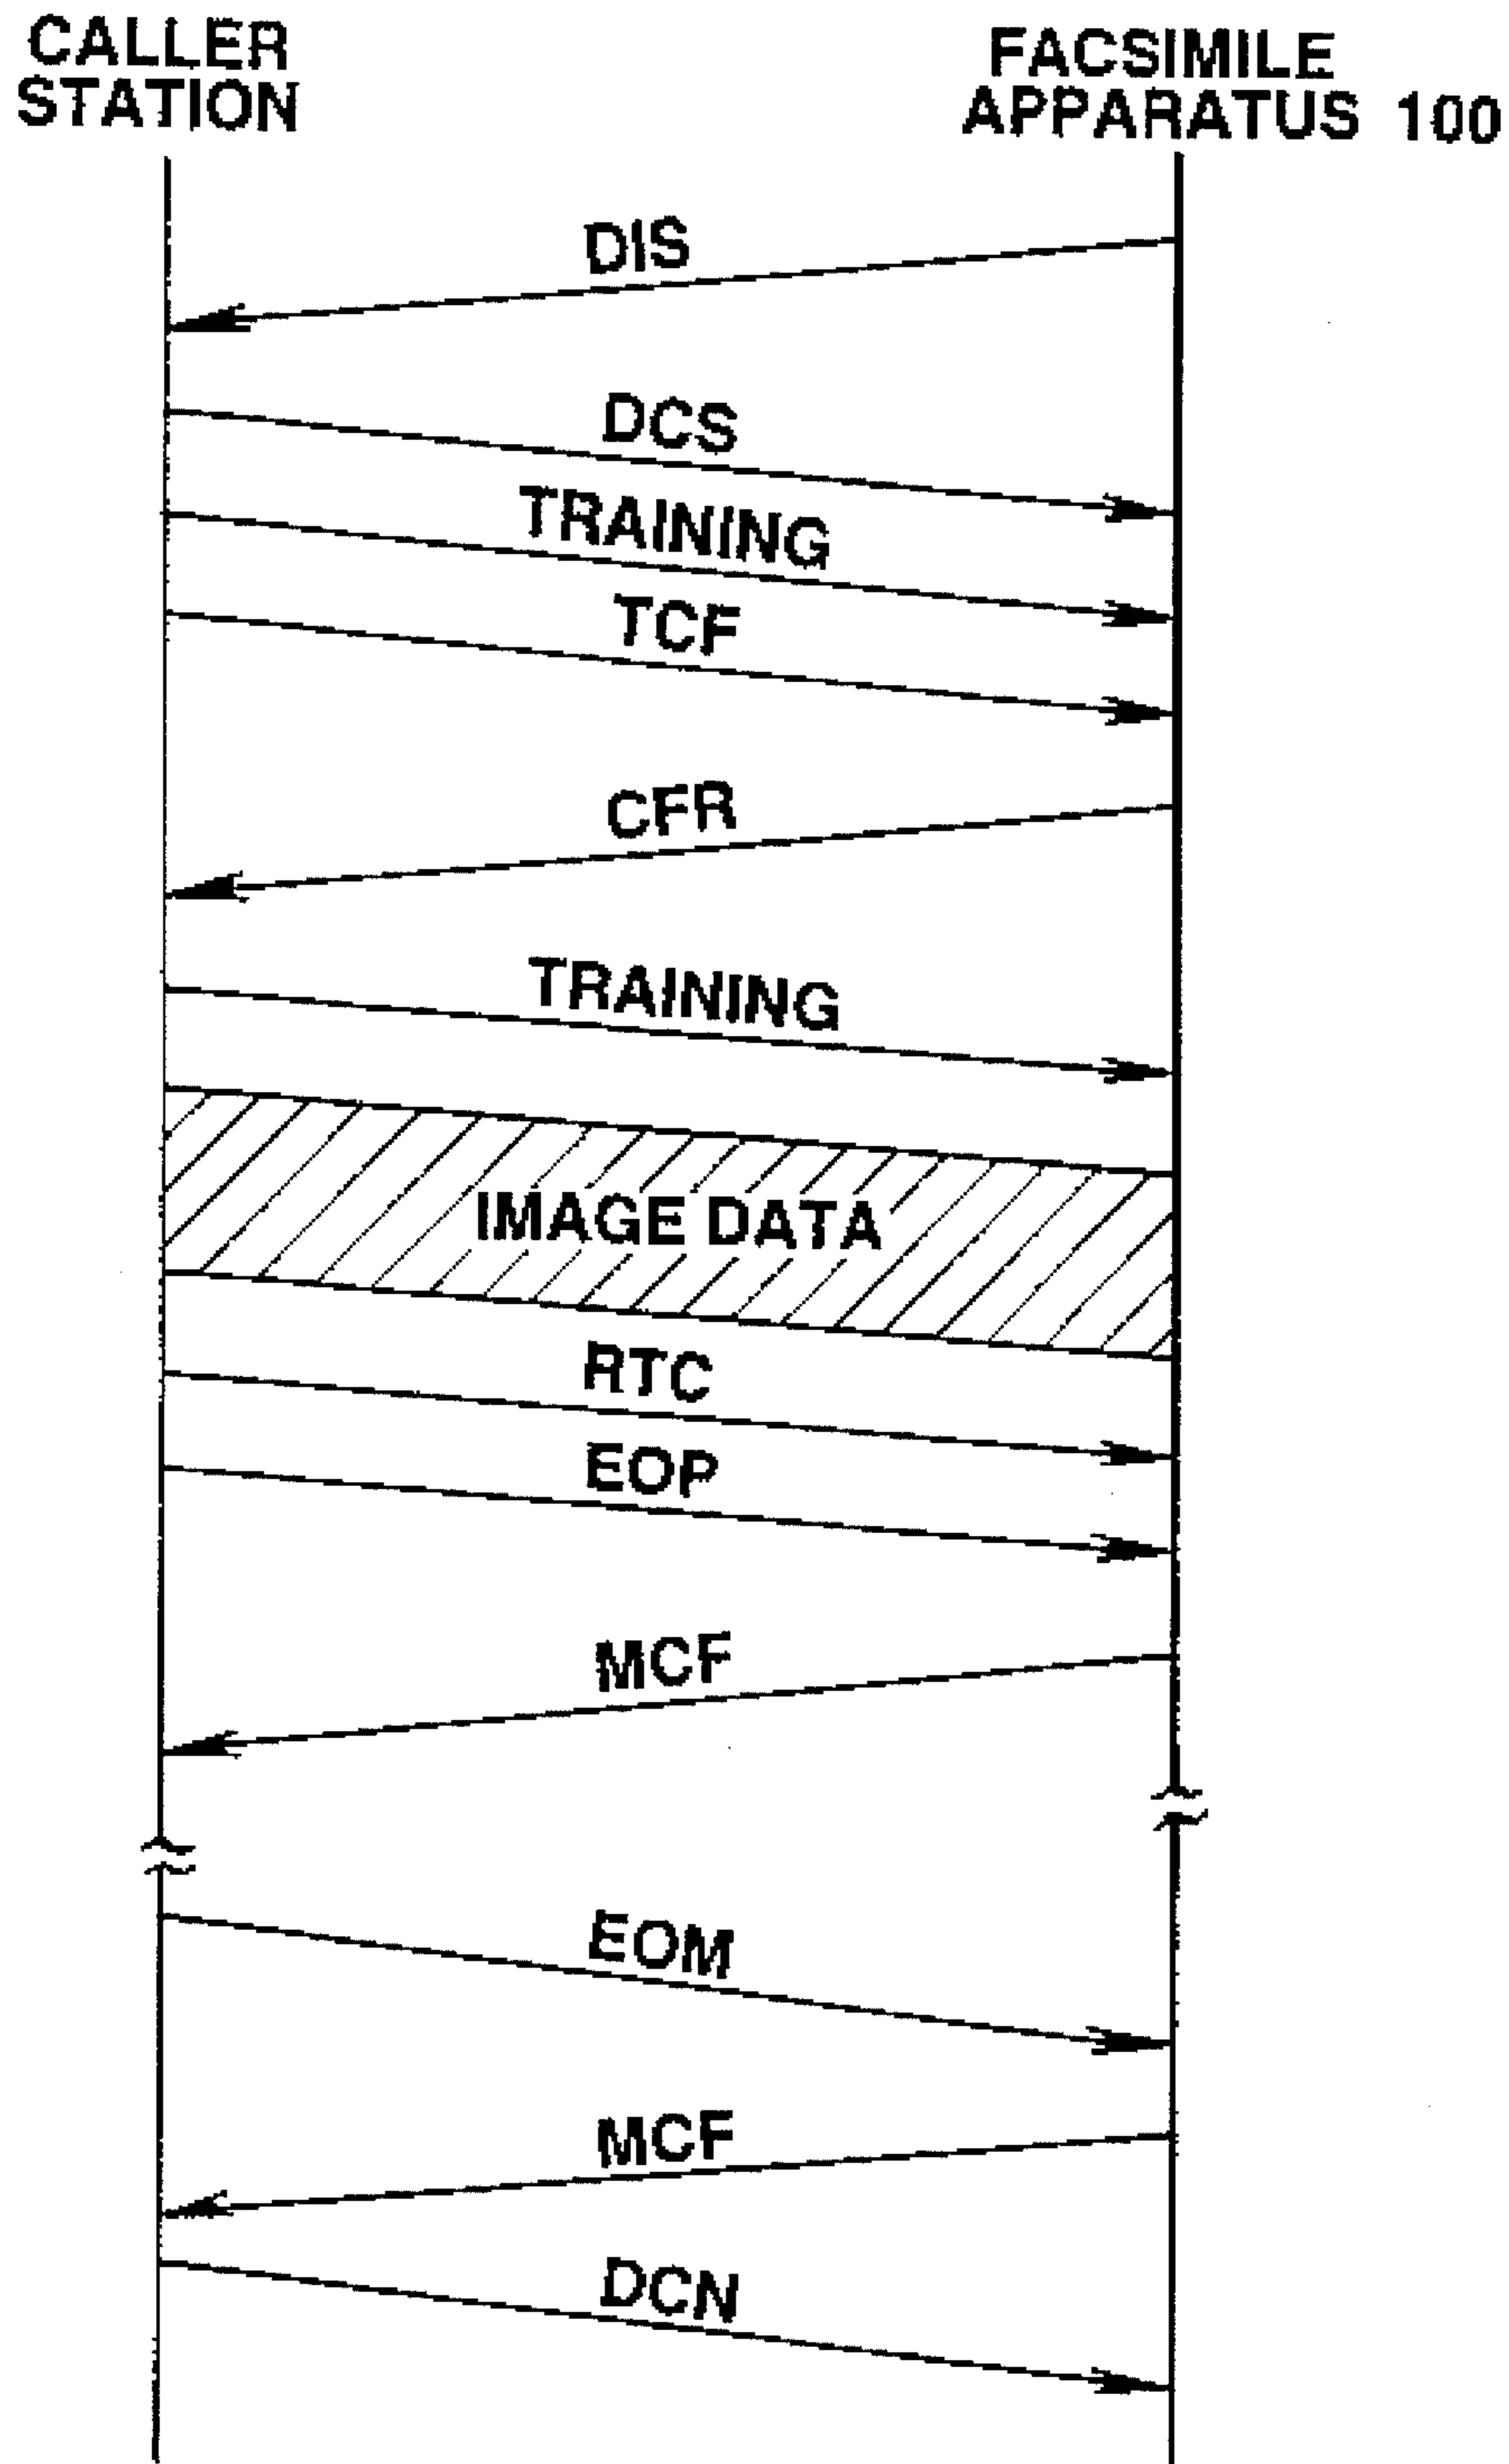 CALLER
STATION
FACSIMILE
APPARATUS 100
DIS
DCS
TRAINING
TCF
CFR
TRAINING
IMAGE DATA
RTC
EOP
MCF
EOM
MCF
DCN